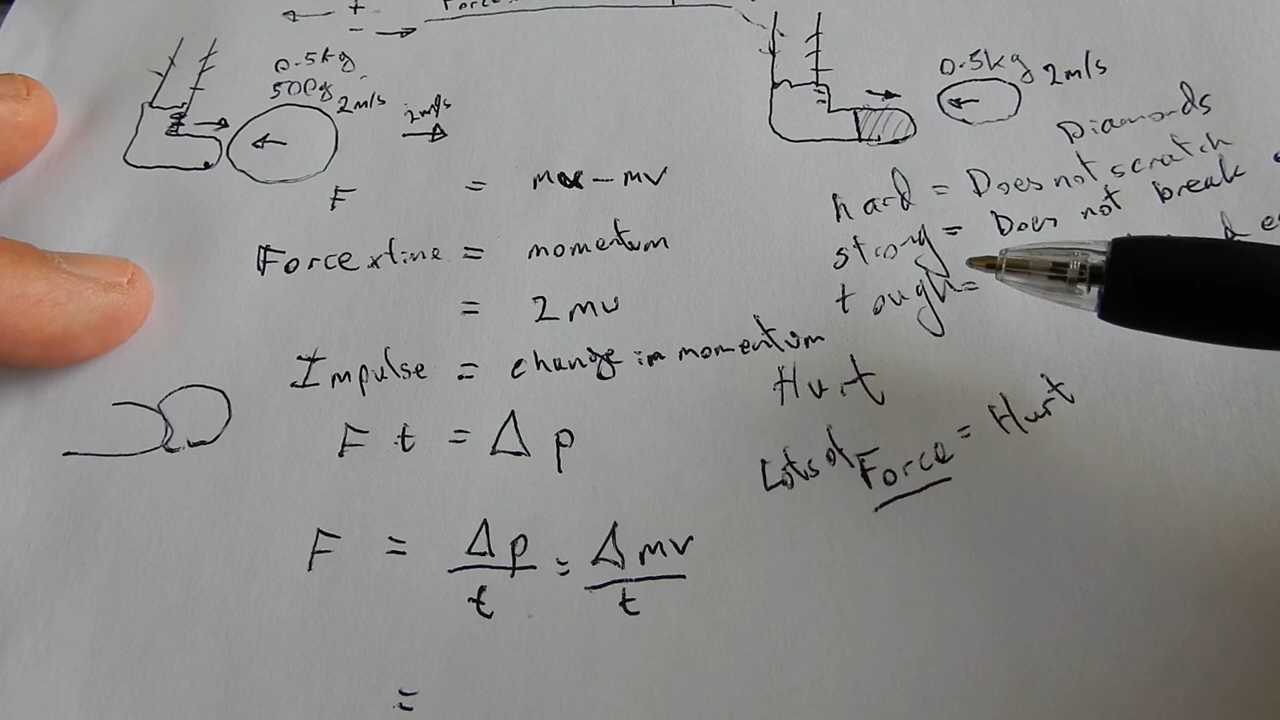 +
-
0.5kg
500g
2m/s
2m/s
0.5kg
2m/s
F = mv - mv
Force x time = momentum
= 2mv
Impulse = change in momentum
F t = Δ p
F = Δp/t = Δmv/t
=
Diamonds
hard = Does not scratch
strong = Does not break
tough =
Hurt
Lots of Force = Hurt